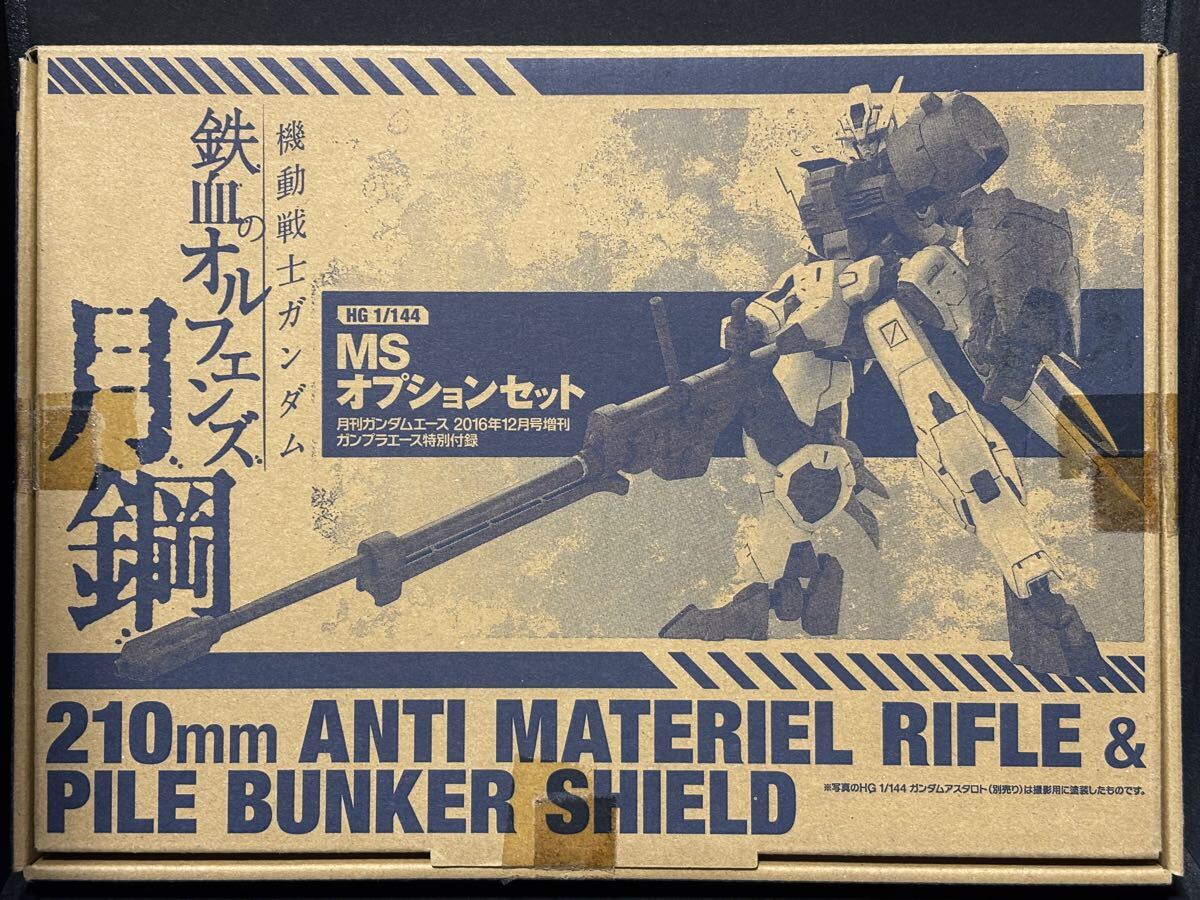 機動戦士ガンダム
鉄血のオルフェンズ
月鋼
HG 1/144
MS
オプションセット
月刊ガンダムエース 2016年12月号増刊
ガンプラエース特別付録
210mm ANTI MATERIEL RIFLE &
PILE BUNKER SHIELD
※写真のHG 1/144 ガンダムアスタロト(別売り)は撮影用に塗装したものです。